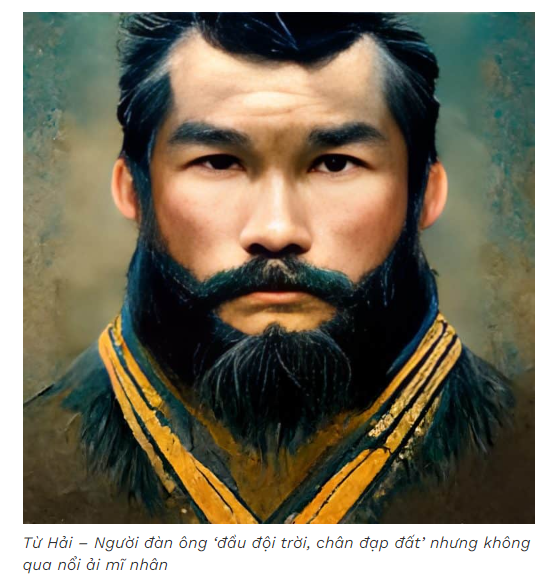 Từ Hải – Người đàn ông ‘đầu đội trời, chân đạp đất’ nhưng không
qua nổi ải mĩ nhân